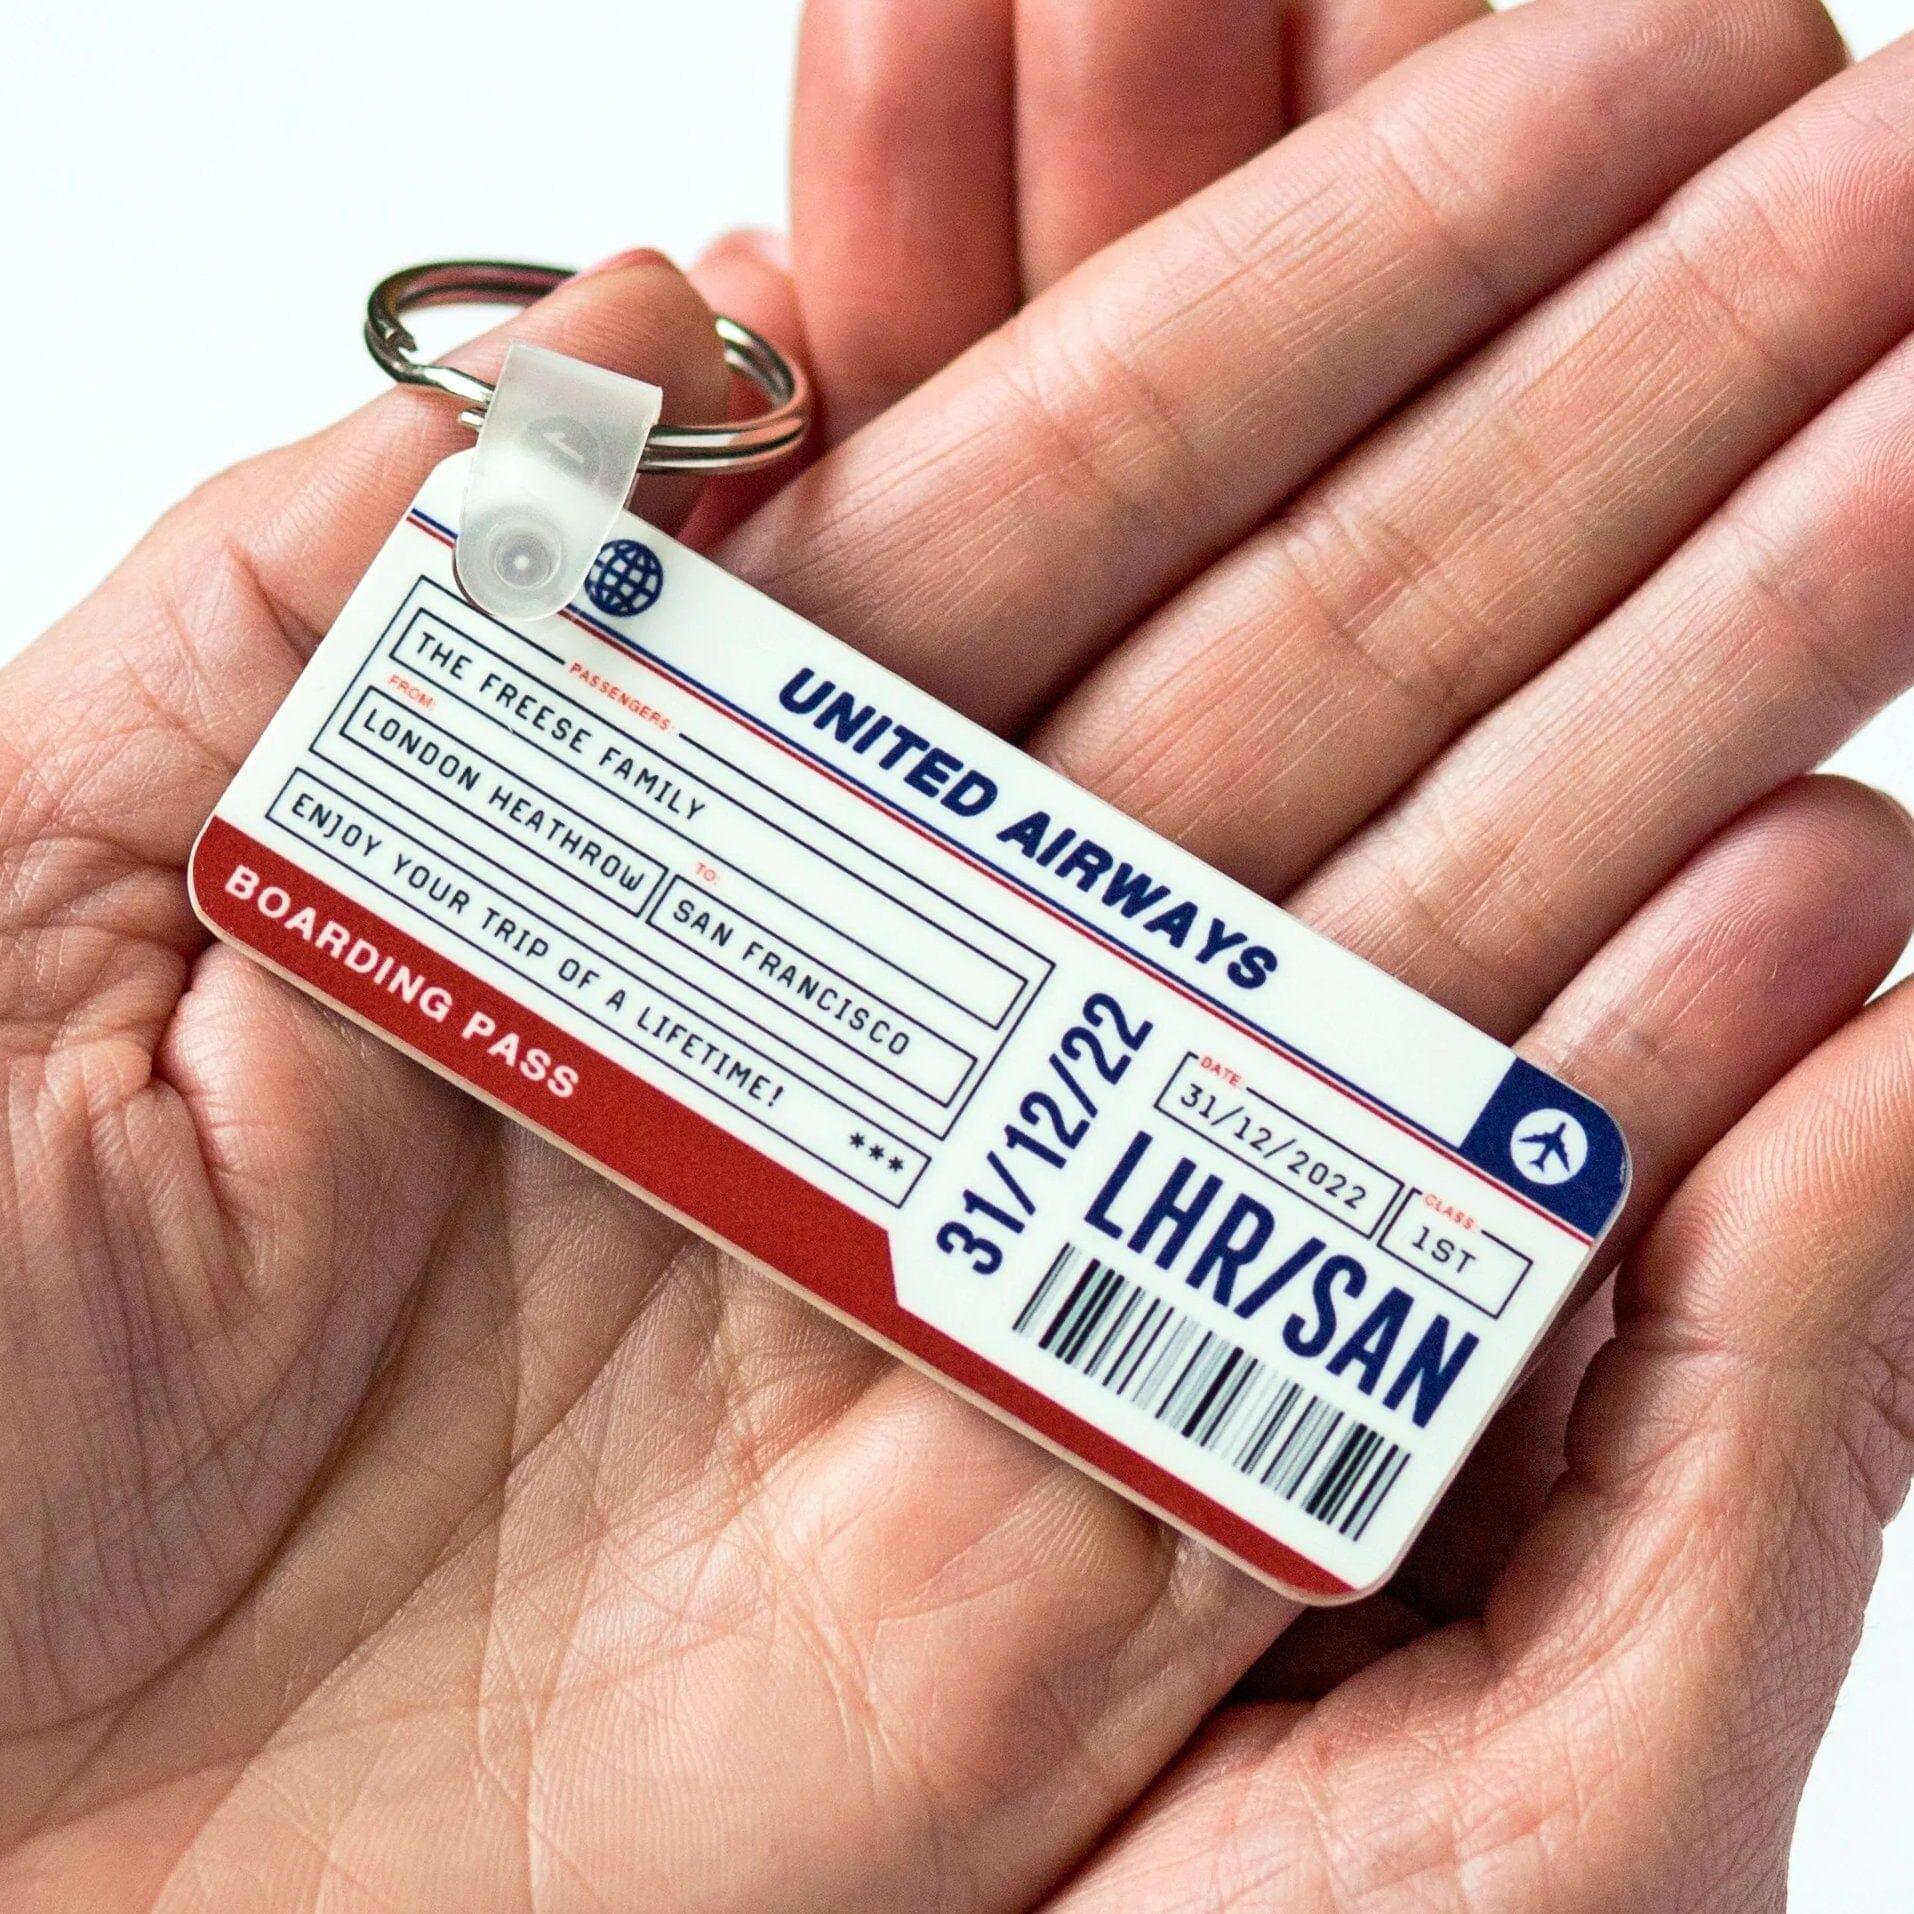 UNITED AIRWAYS
PASSENGERS:
THE FREESE FAMILY
FROM:
LONDON HEATHROW
TO:
SAN FRANCISCO
ENJOY YOUR TRIP OF A LIFETIME!
***
BOARDING PASS
31/12/22
DATE:
31/12/2022
CLASS
1ST
LHR/SAN